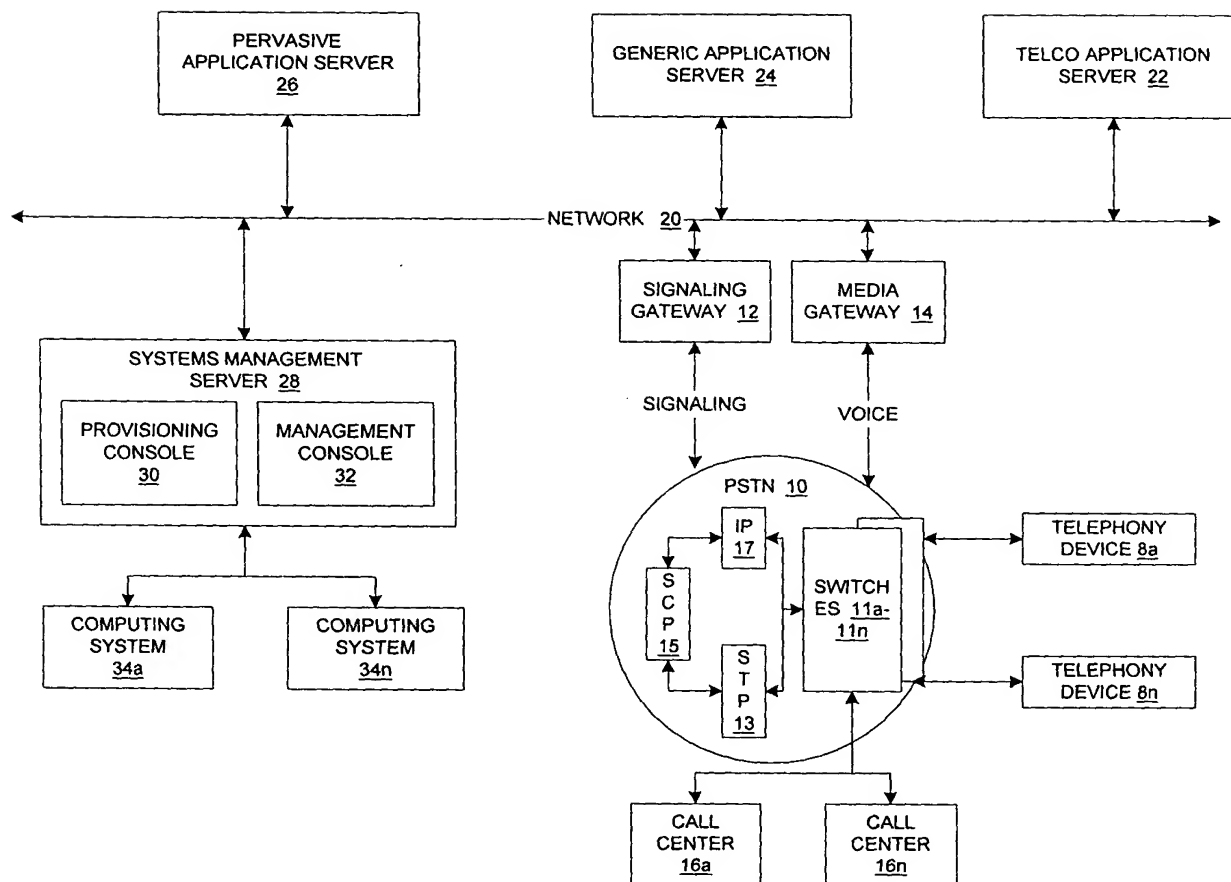 PERVASIVE
APPLICATION SERVER
26
GENERIC APPLICATION
SERVER 24
TELCO APPLICATION
SERVER 22
NETWORK 20
SIGNALING
GATEWAY 12
MEDIA
GATEWAY 14
SYSTEMS MANAGEMENT
SERVER 28
PROVISIONING
CONSOLE
30
MANAGEMENT
CONSOLE
32
SIGNALING
VOICE
PSTN 10
IP
17
S
C
P
15
S
T
P
13
SWITCH
ES 11a-
11n
TELEPHONY
DEVICE 8a
TELEPHONY
DEVICE 8n
COMPUTING
SYSTEM
34a
COMPUTING
SYSTEM
34n
CALL
CENTER
16a
CALL
CENTER
16n